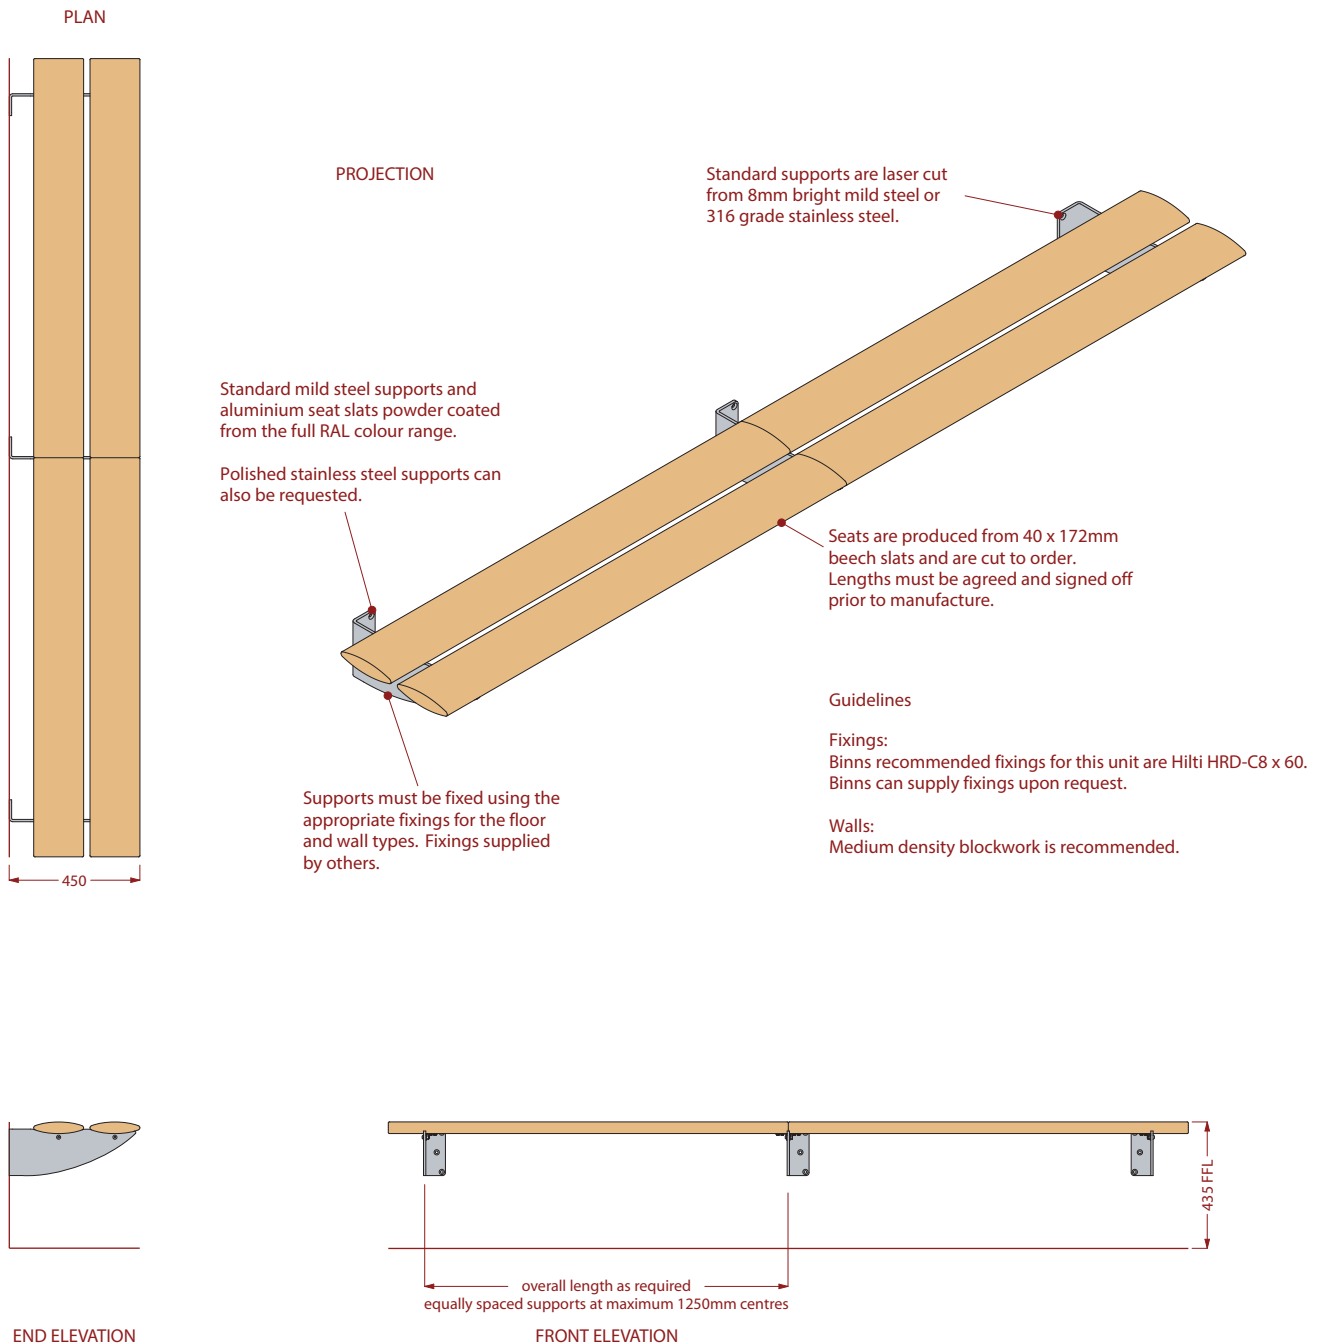 PLAN
PROJECTION
Standard supports are laser cut
from 8mm bright mild steel or
316 grade stainless steel.
Standard mild steel supports and
aluminium seat slats powder coated
from the full RAL colour range.
Polished stainless steel supports can
also be requested.
Seats are produced from 40 x 172mm
beech slats and are cut to order.
Lengths must be agreed and signed off
prior to manufacture.
Guidelines
Fixings:
Binns recommended fixings for this unit are Hilti HRD-C8 x 60.
Binns can supply fixings upon request.
Walls:
Medium density blockwork is recommended.
Supports must be fixed using the
appropriate fixings for the floor
and wall types. Fixings supplied
by others.
450
435 FFL
overall length as required
equally spaced supports at maximum 1250mm centres
END ELEVATION
FRONT ELEVATION